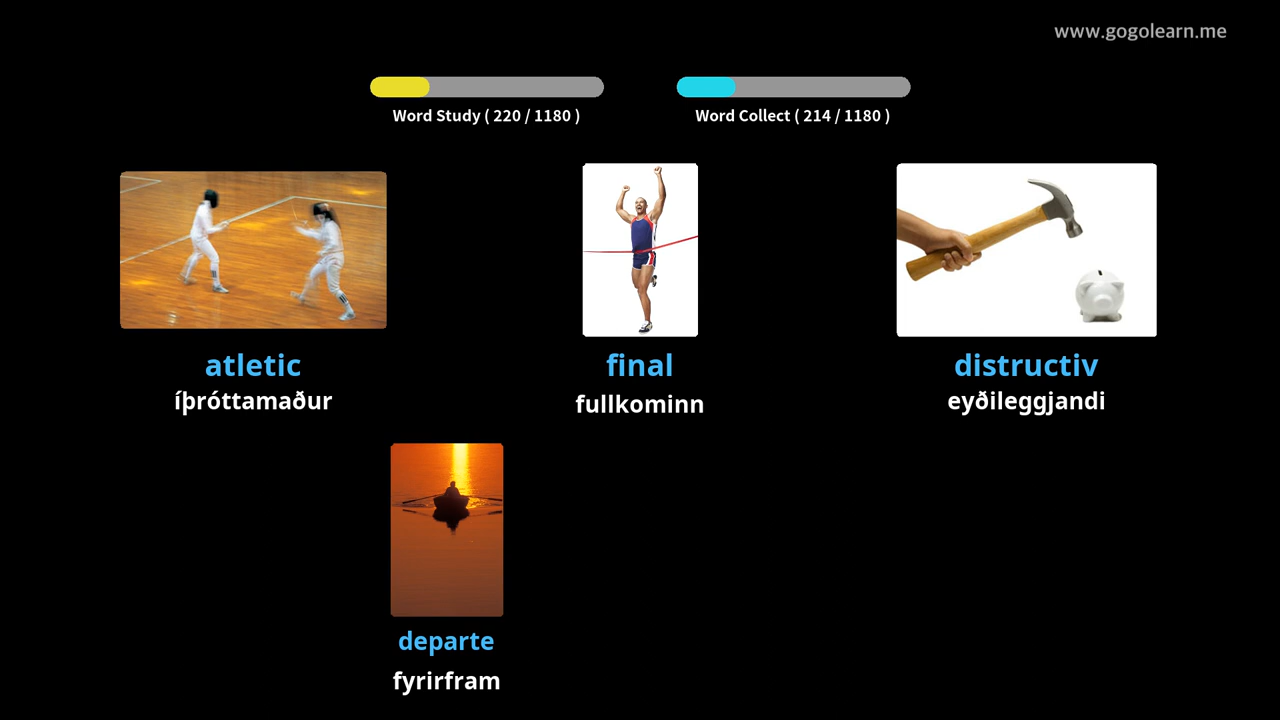 www.gogolearn.me
Word Study ( 220 / 1180 )
Word Collect ( 214 / 1180 )
atletic
íþróttamaður
final
fullkominn
distructiv
eyðileggjandi
departe
fyrirfram